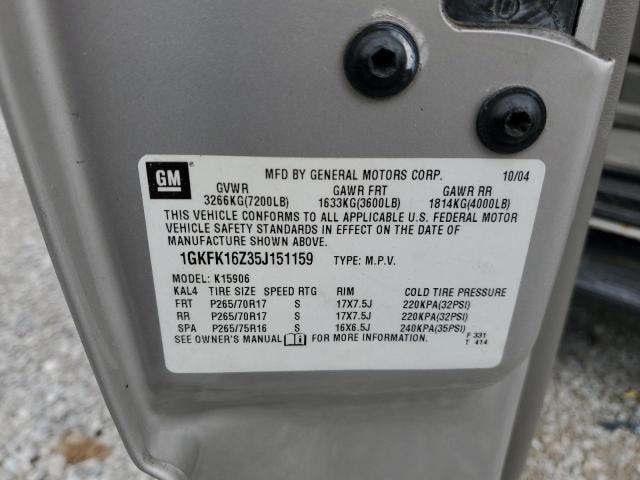 GM
MFD BY GENERAL MOTORS CORP. 10/04
GVWR GAWR FRT GAWR RR
3266KG(7200LB) 1633KG(3600LB) 1814KG(4000LB)
THIS VEHICLE CONFORMS TO ALL APPLICABLE U.S. FEDERAL MOTOR
VEHICLE SAFETY STANDARDS IN EFFECT ON THE DATE OF
MANUFACTURE SHOWN ABOVE.
1GKFK16Z35J151159 TYPE: M.P.V.
MODEL: K15906
KAL4 TIRE SIZE SPEED RTG RIM COLD TIRE PRESSURE
FRT P265/70R17 S 17X7.5J 220KPA(32PSI)
RR P265/70R17 S 17X7.5J 220KPA(32PSI)
SPA P265/75R16 S 16X6.5J 240KPA(35PSI)
SEE OWNER'S MANUAL FOR MORE INFORMATION. F 331
T 414